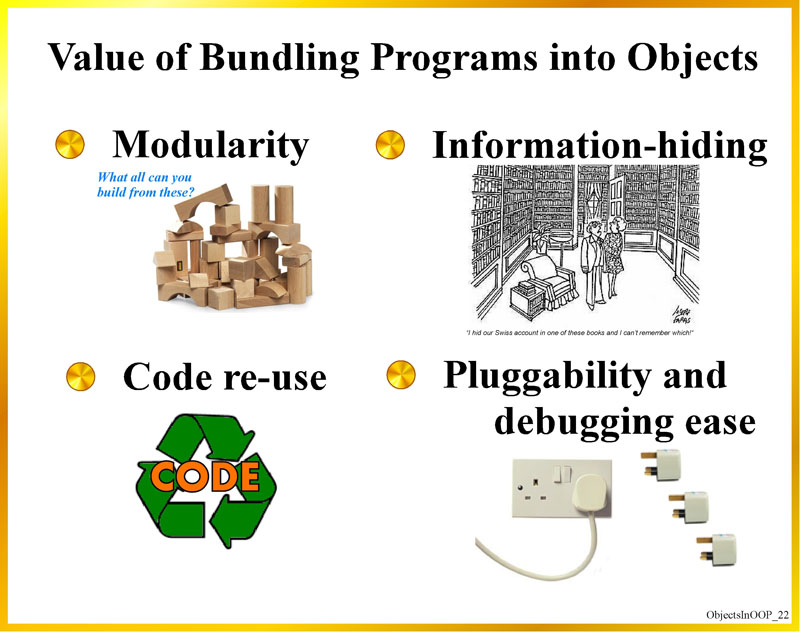 Value of Bundling Programs into Objects
Modularity
What all can you
build from these?
Information-hiding
"I hid our Swiss account in one of these books and I can't remember which!"
Code re-use
CODE
Pluggability and
debugging ease
ObjectsInOOP_22